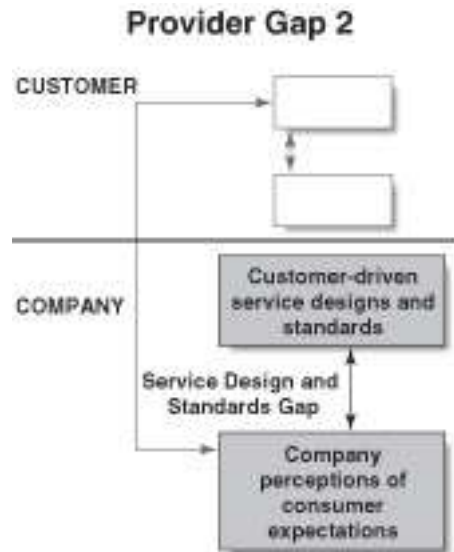 Provider Gap 2
CUSTOMER
COMPANY
Customer-driven
service designs and
standards
Service Design and
Standards Gap
Company
perceptions of
consumer
expectations